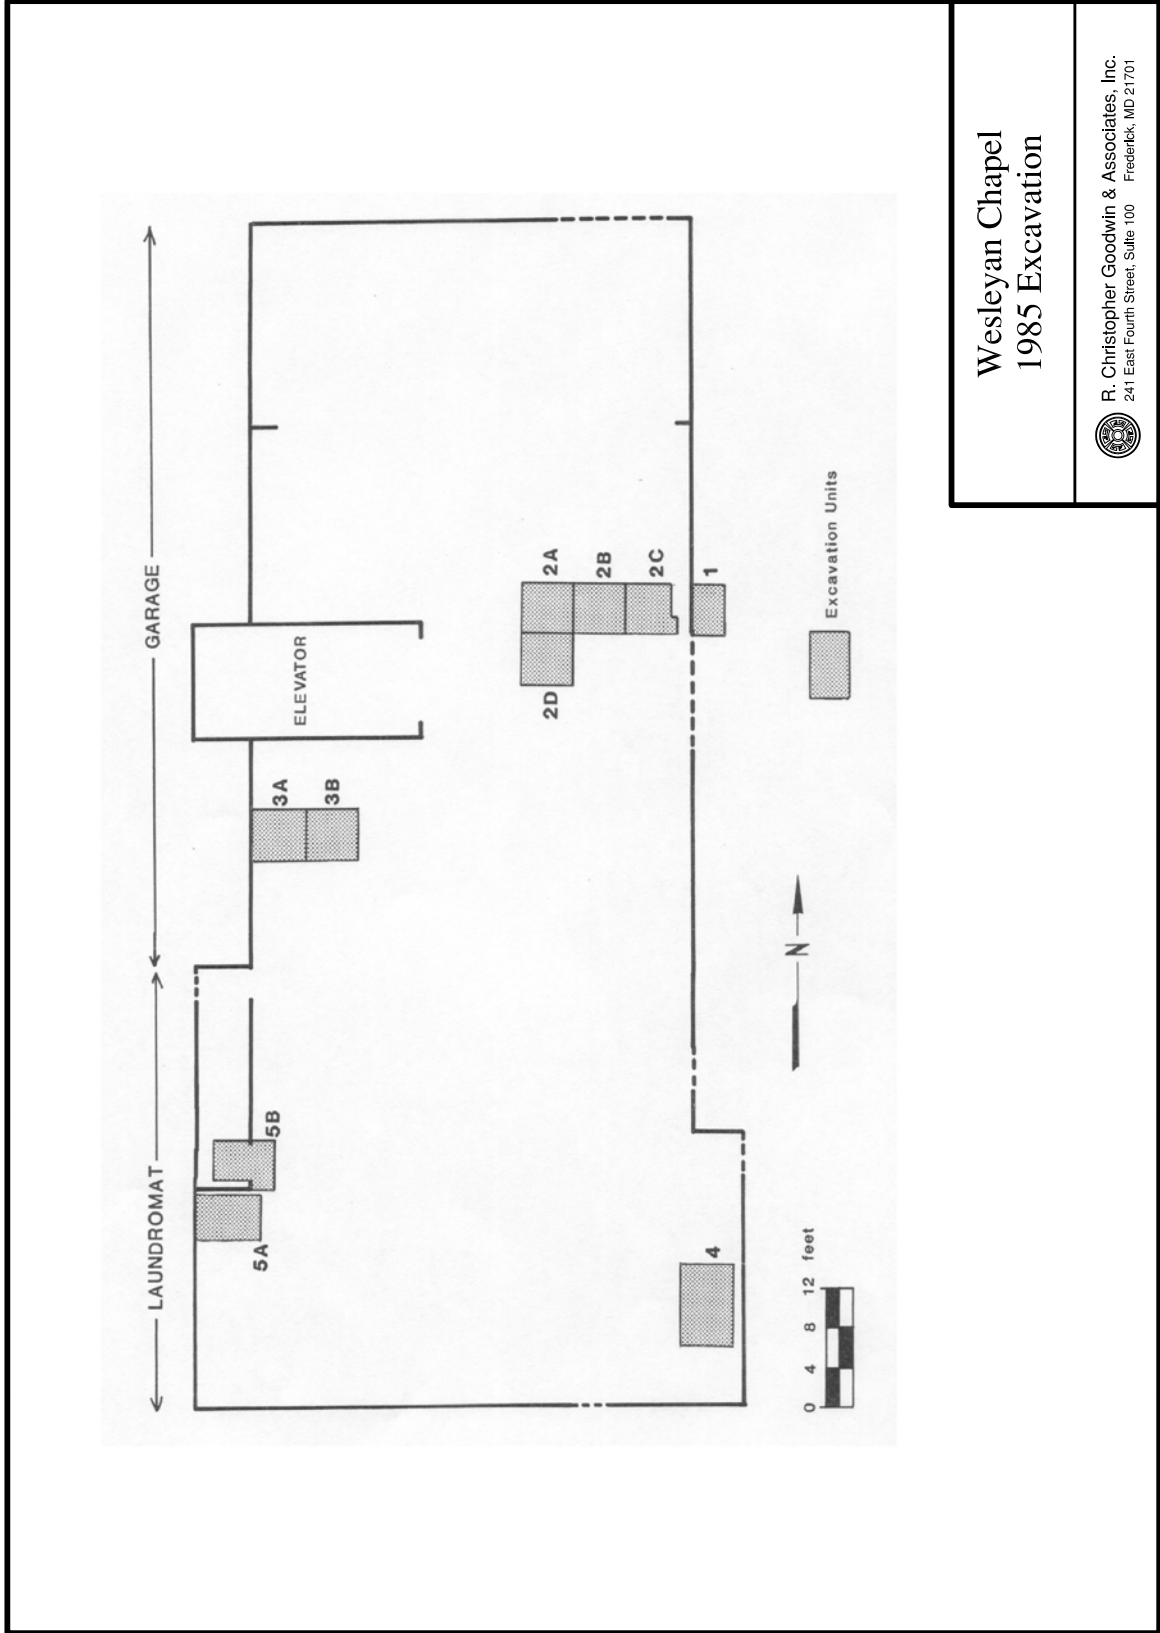 LAUNDROMAT
GARAGE
ELEVATOR
5A
5B
3A
3B
2D
2A
2B
2C
1
4
N
0 4 8 12 feet
Excavation Units
Wesleyan Chapel
1985 Excavation
R. Christopher Goodwin & Associates, Inc.
241 East Fourth Street, Suite 100 Frederick, MD 21701